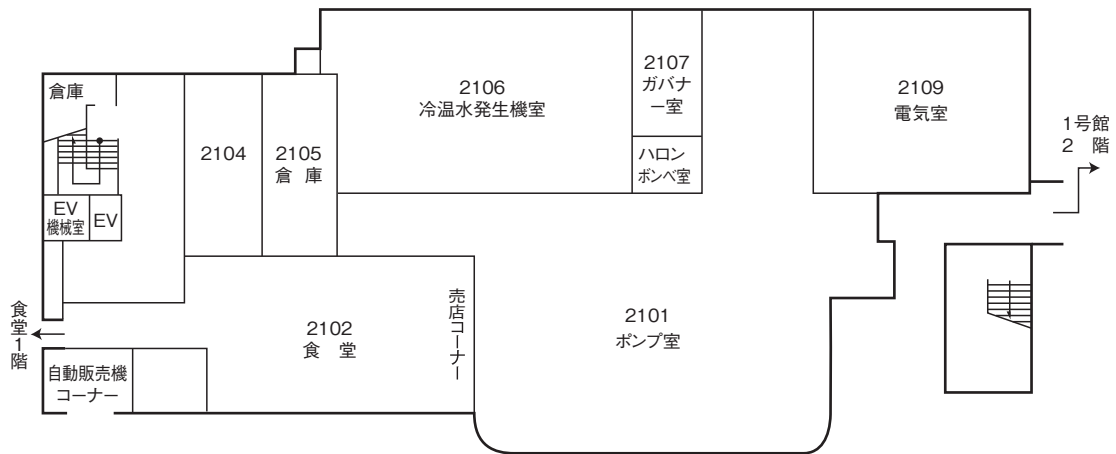 倉庫
2104
2105
倉 庫
2106
冷温水発生機室
2107
ガバナ
ー室
ハロン
ボンベ室
2109
電気室
1号館
2 階
EV
機械室
EV
食堂1階
2102
食 堂
売店コーナー
2101
ポンプ室
自動販売機
コーナー